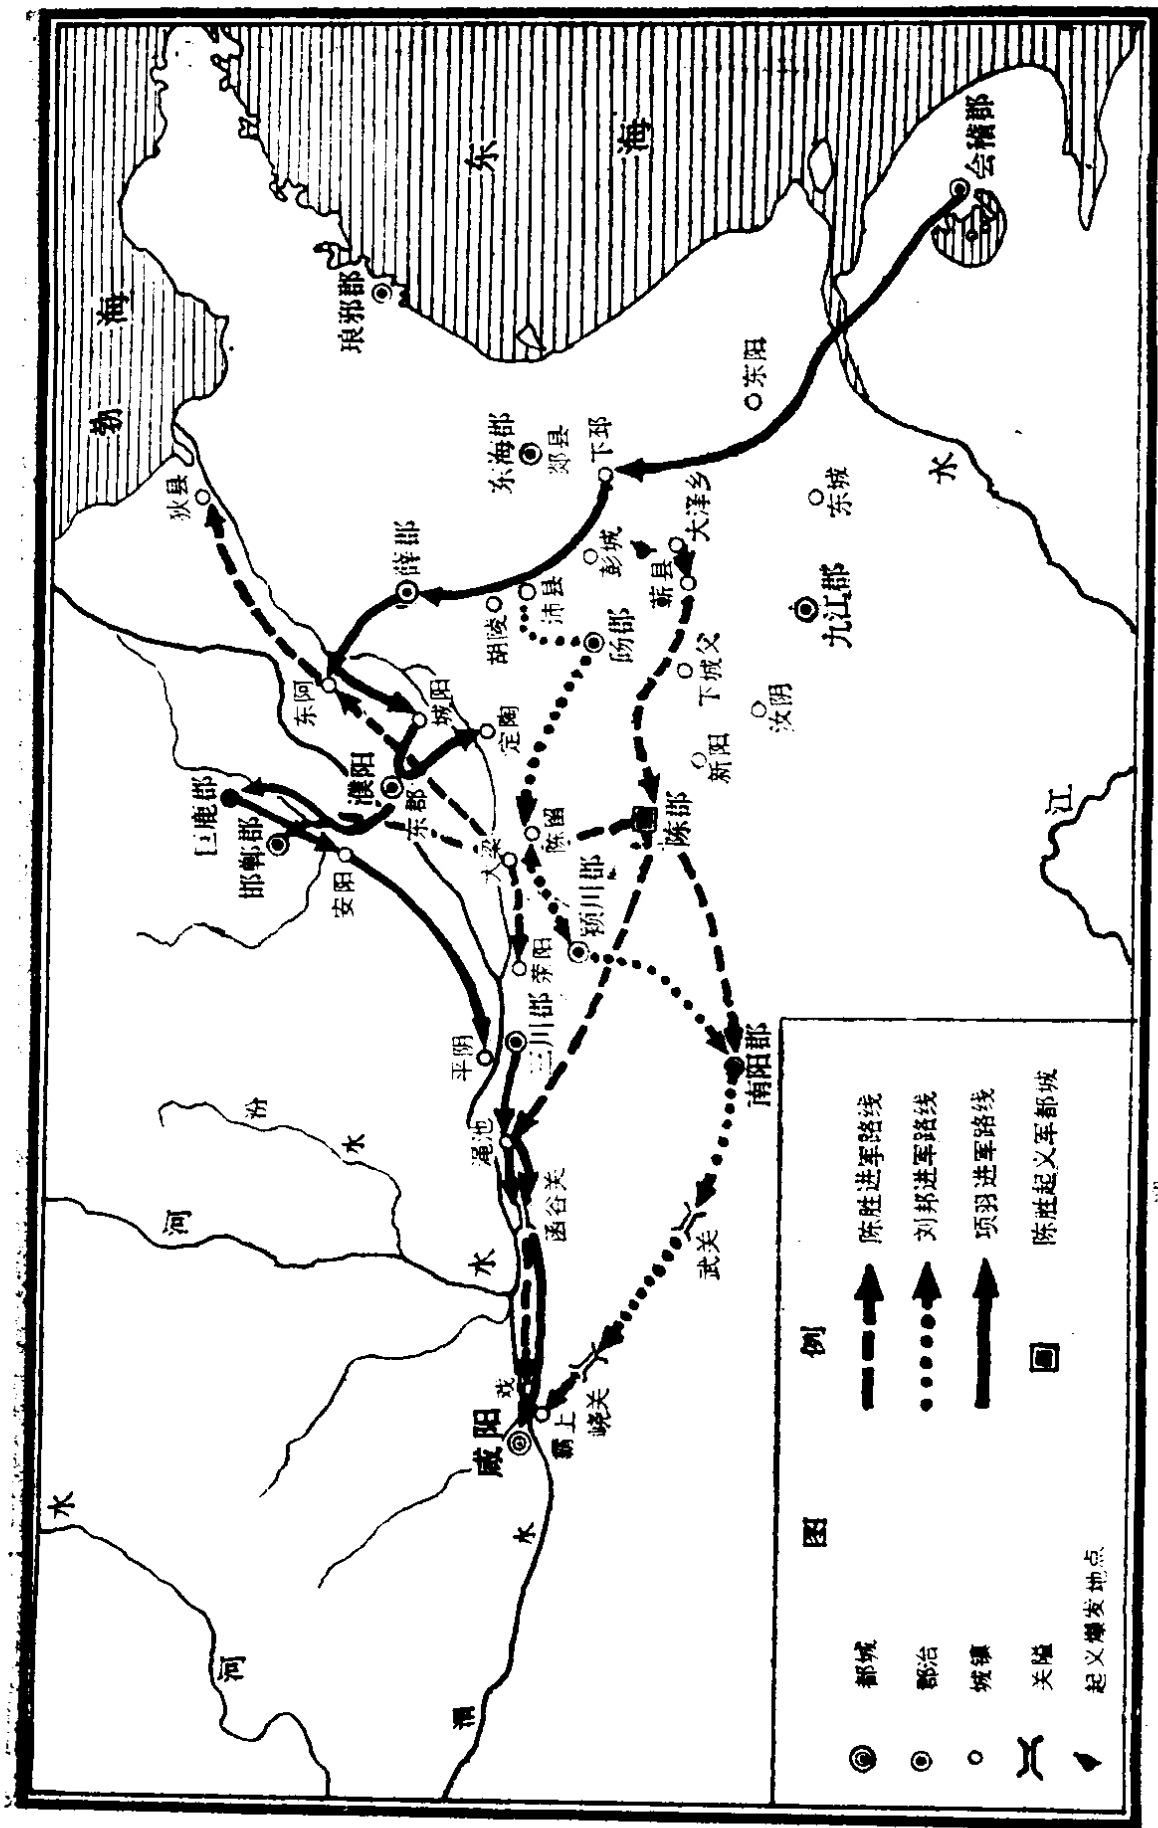 勃海
东海
琅邪郡
会稽郡
狄县
东海郡
郯县
下邳
东阳
薛郡
胡陵
沛县
彭城
大泽乡
蕲县
东城
水
九江郡
东阿
城阳
定陶
砀郡
下城父
汝阴
新阳
巨鹿郡
邯郸郡
濮阳
东郡
安阳
大梁
陈留
陈郡
颍川郡
荥阳
三川郡
平阴
南阳郡
江
汾水
河水
渑池
函谷关
武关
峣关
戏
霸上
咸阳
渭水
河水
图例
都城
郡治
城镇
关隘
起义爆发地点
陈胜进军路线
刘邦进军路线
项羽进军路线
陈胜起义军都城